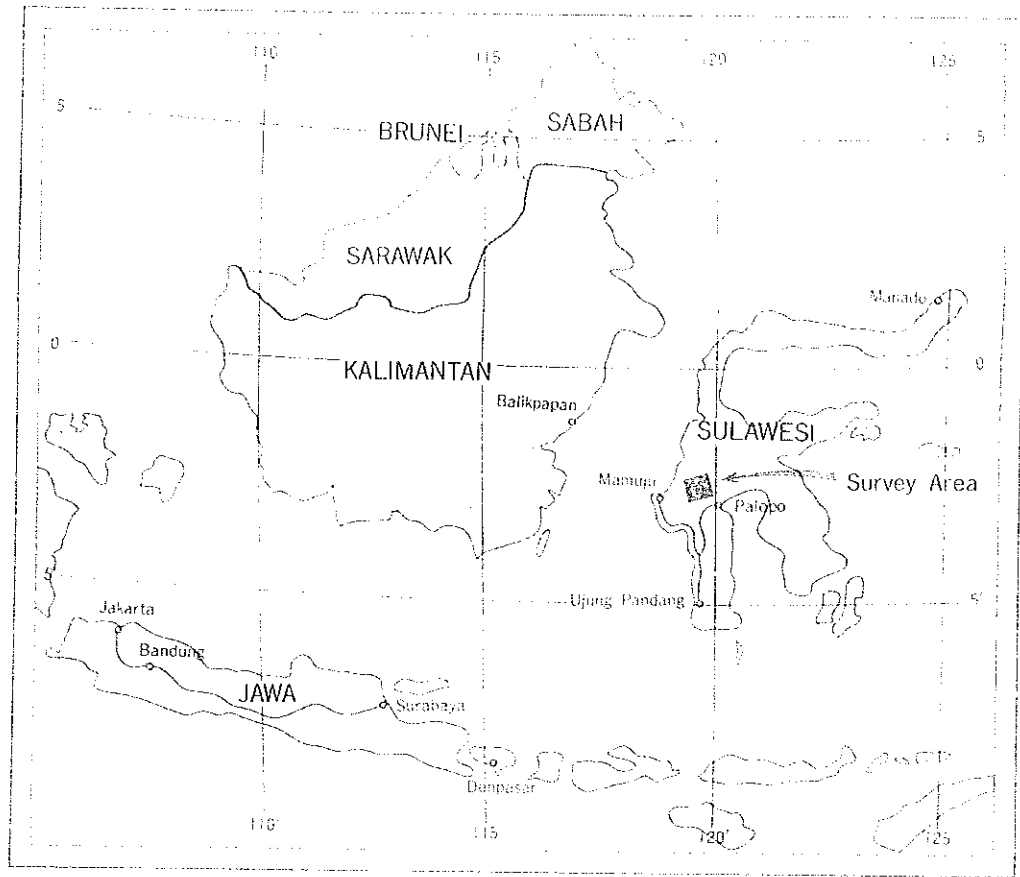 110
115
120
125
5
BRUNEI
SABAH
5
SARAWAK
Manado
0
KALIMANTAN
0
Balikpapan
SULAWESI
Mamuju
Survey Area
Palopo
5
Jakarta
Ujung Pandang
5°
Bandung
JAWA
Surabaya
Denpasar
110°
115
120°
125